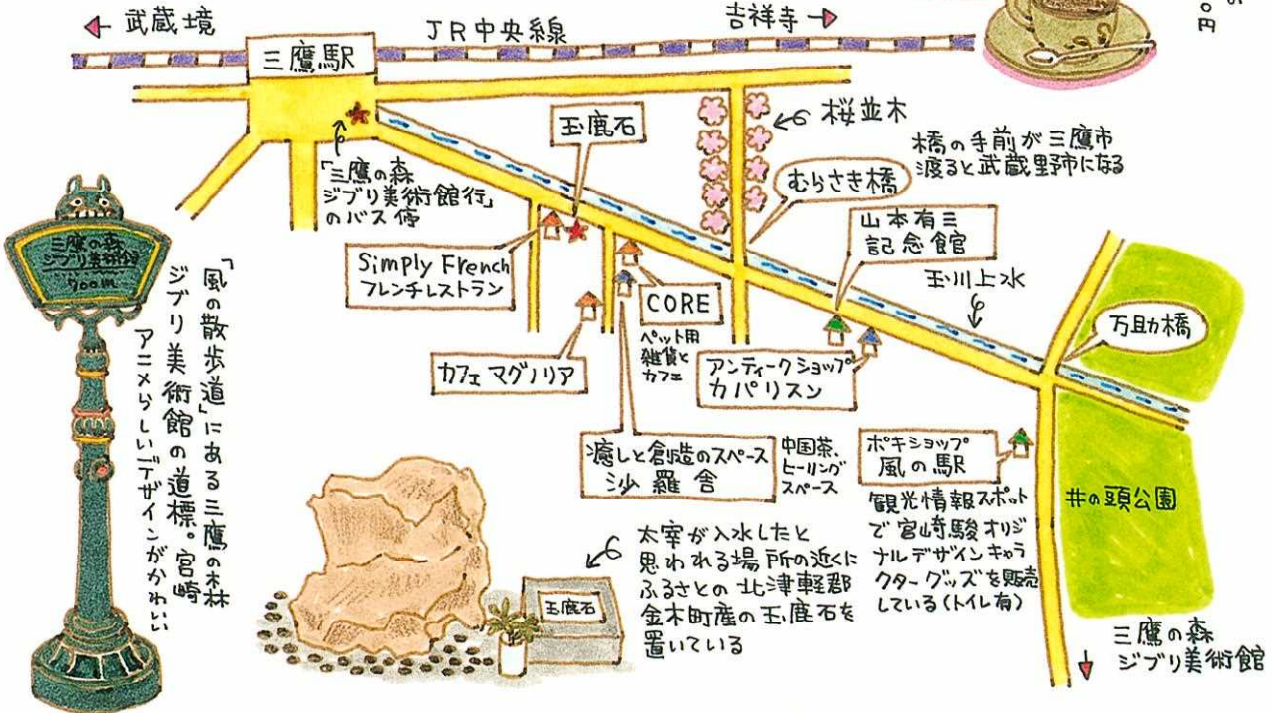 武蔵境
JR中央線
吉祥寺
0円
三鷹駅
「三鷹の森
ジブリ美術館行」
のバス停
玉鹿石
桜並木
むらさき橋
橋の手前が三鷹市
渡ると武蔵野市になる
山本有三
記念館
玉川上水
万助橋
Simply French
フレンチレストラン
カフェ マグノリア
CORE
ペット用
雑貨と
カフェ
アンティークショップ
カパリスン
癒しと創造のスペース
沙羅舎
中国茶、
ヒーリング
スペース
ポキショップ
風の駅
観光情報スポット
で宮崎駿オリジ
ナルデザインキャラ
クターグッズを販売
している(トイレ有)
井の頭公園
三鷹の森
ジブリ美術館
三鷹の森
ジブリ美術館
700m
「風の散歩道」にある三鷹の森
ジブリ美術館の道標。宮崎
アニメらしいデザインがかわいい
太宰が入水したと
思われる場所の近くに
ふるさとの北津軽郡
金木町産の玉鹿石を
置いている
玉鹿石